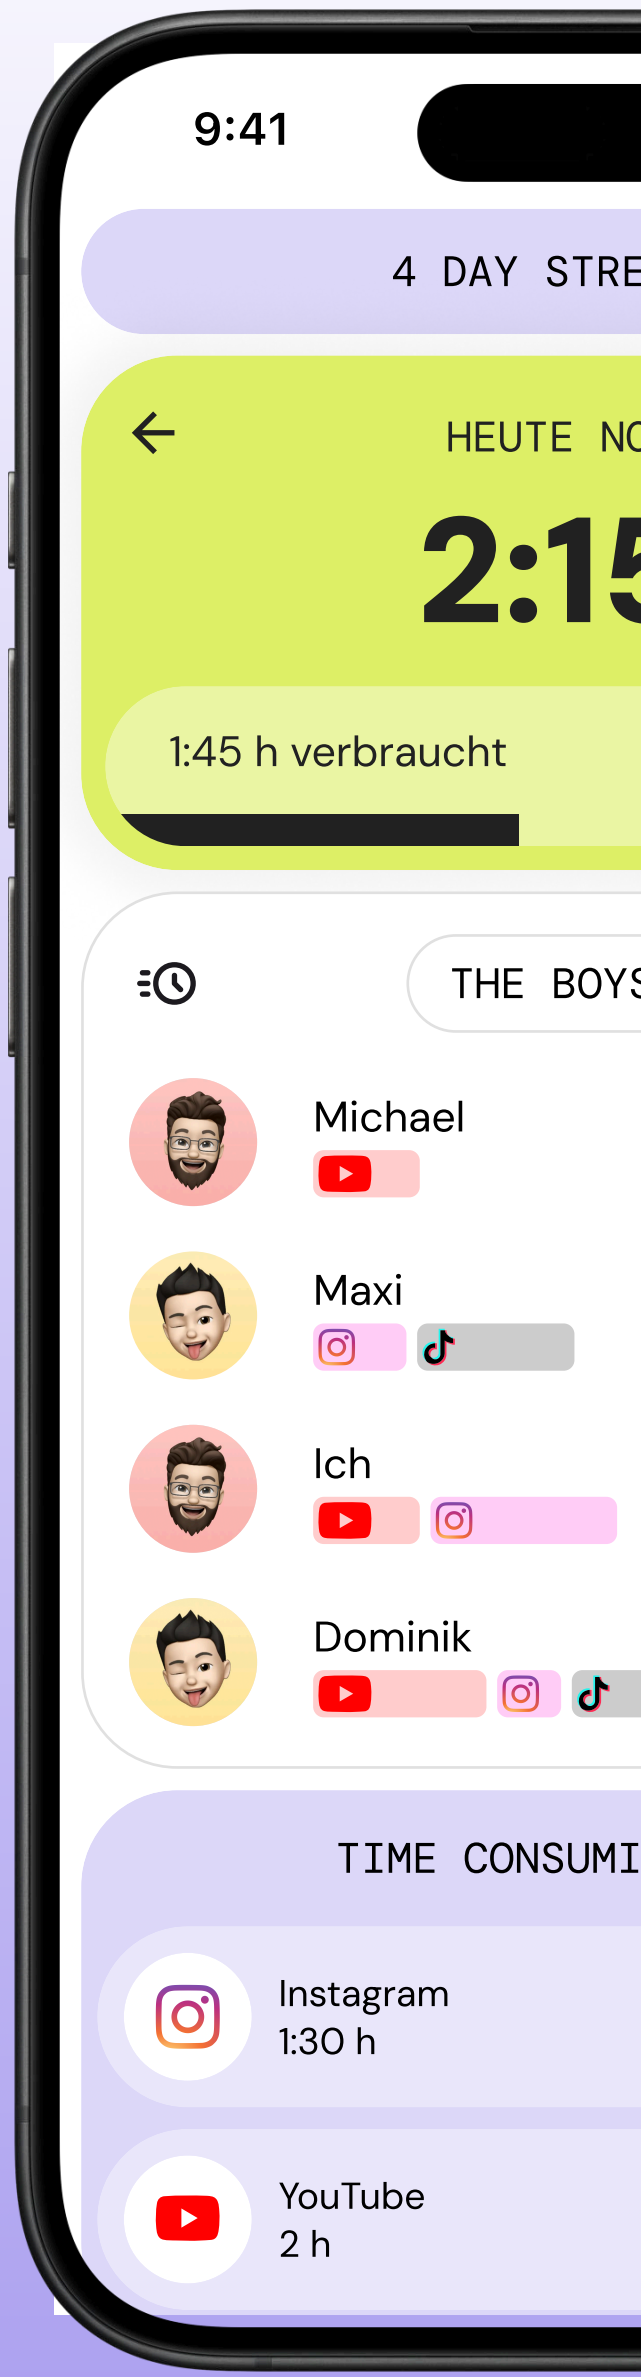 9:41
4 DAY STRE
HEUTE NO
2:15
1:45 h verbraucht
THE BOYS
Michael
Maxi
Ich
Dominik
TIME CONSUMI
Instagram
1:30 h
YouTube
2 h